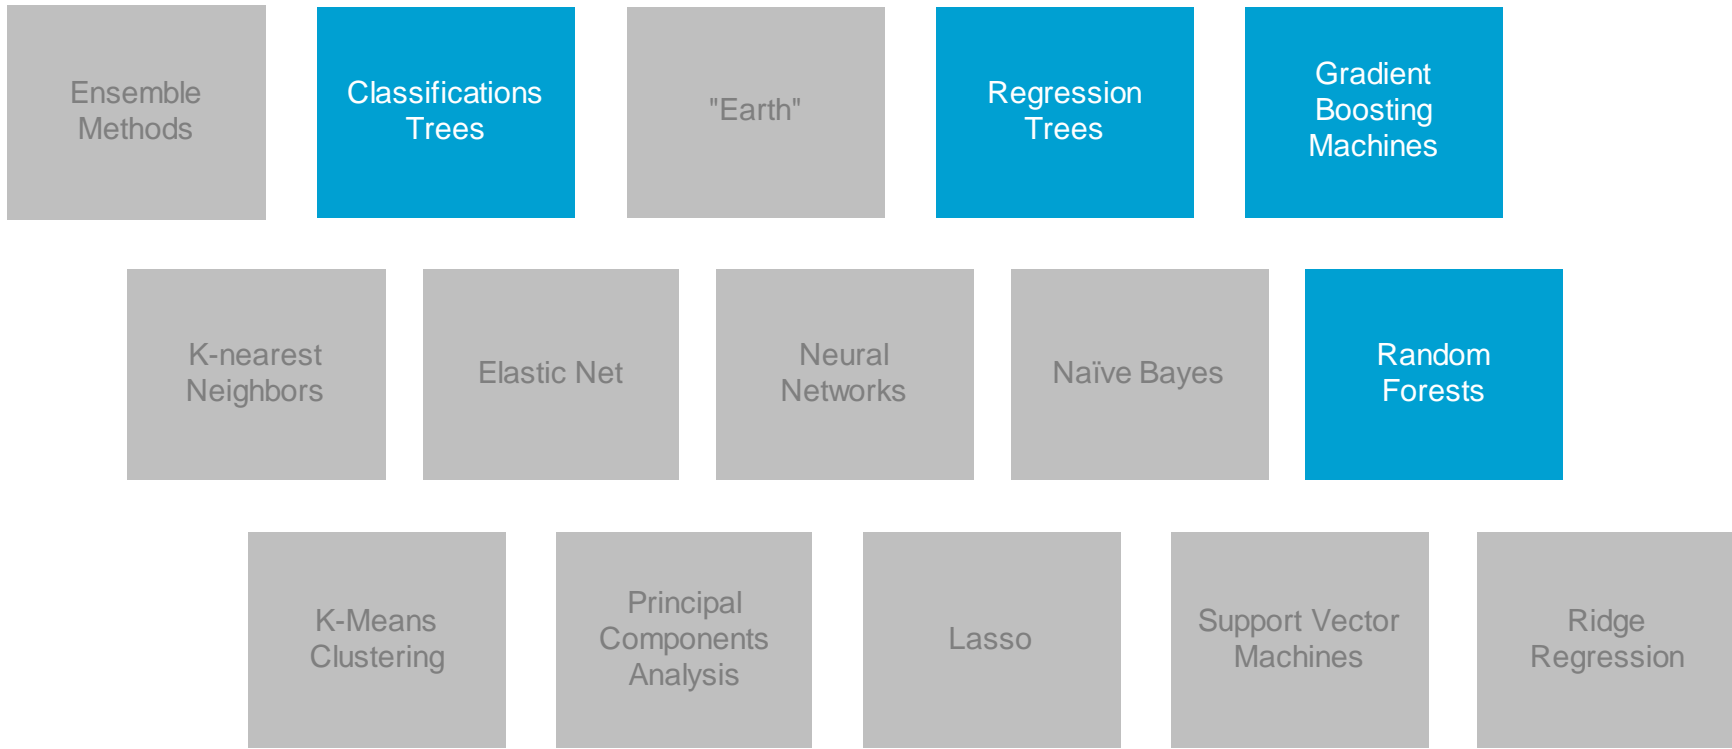 Ensemble
Methods
Classifications
Trees
"Earth"
Regression
Trees
Gradient
Boosting
Machines
K-nearest
Neighbors
Elastic Net
Neural
Networks
Naïve Bayes
Random
Forests
K-Means
Clustering
Principal
Components
Analysis
Lasso
Support Vector
Machines
Ridge
Regression